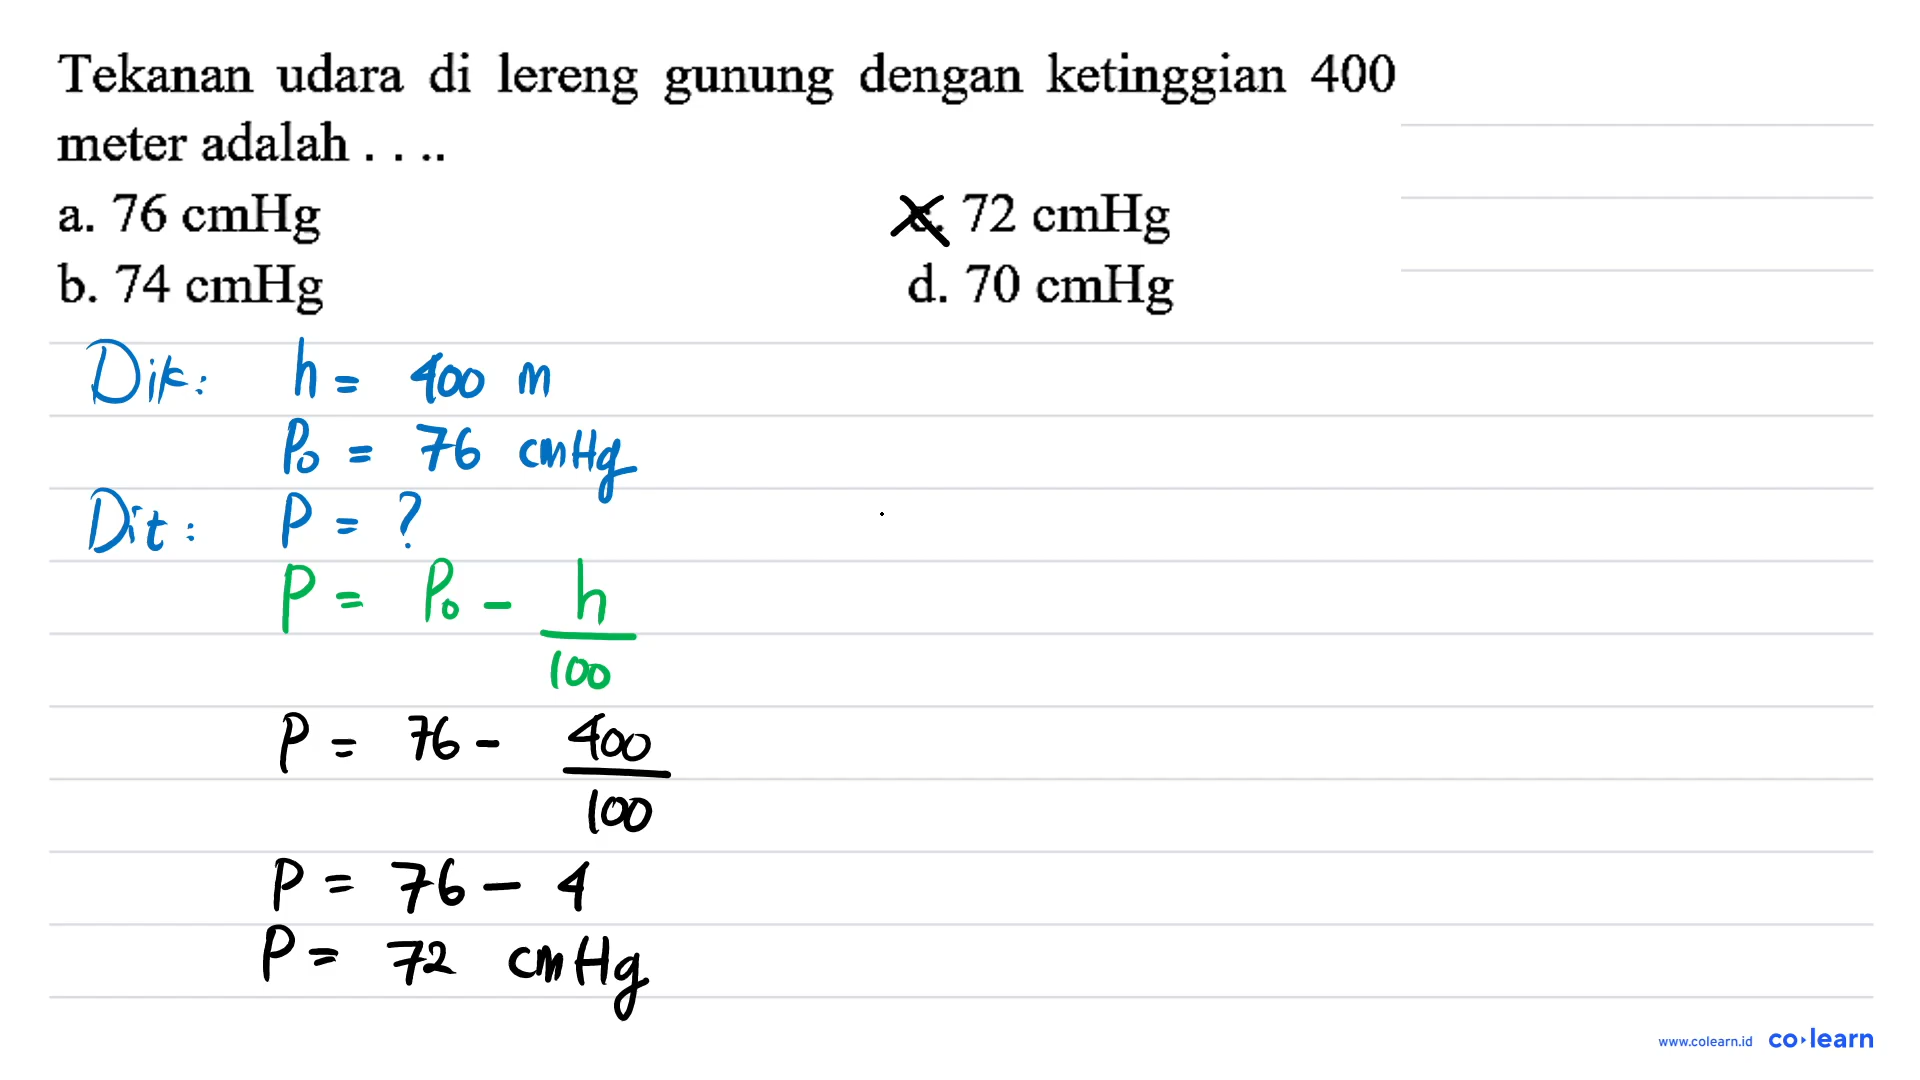 Tekanan udara di lereng gunung dengan ketinggian 400
meter adalah . . ..
a. 76 cmHg
c. 72 cmHg
b. 74 cmHg
d. 70 cmHg
Dik: h = 400 m
P₀ = 76 cmHg
Dit: P = ?
P = P₀ - h/100
P = 76 - 400/100
P = 76 - 4
P = 72 cmHg
www.colearn.id co learn